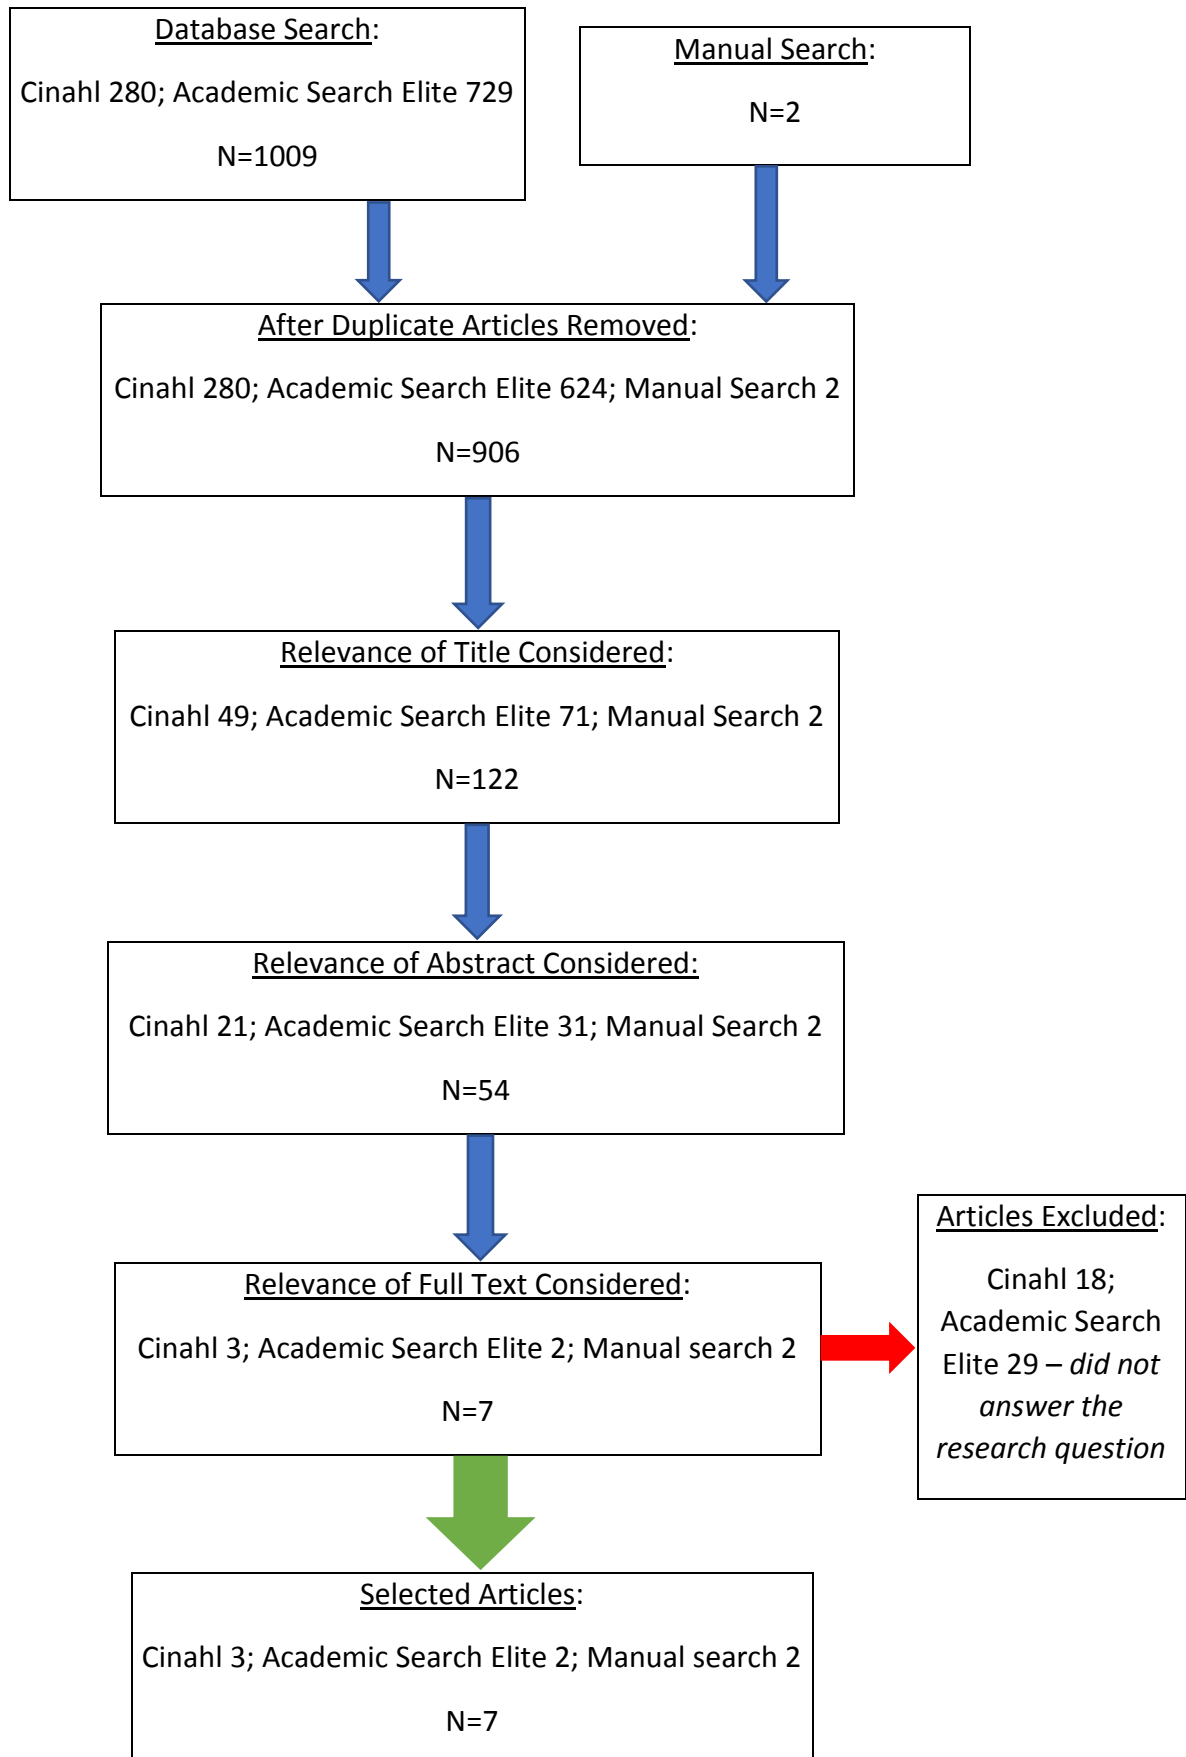 Database Search:
Cinahl 280; Academic Search Elite 729
N=1009
Manual Search:
N=2
After Duplicate Articles Removed:
Cinahl 280; Academic Search Elite 624; Manual Search 2
N=906
Relevance of Title Considered:
Cinahl 49; Academic Search Elite 71; Manual Search 2
N=122
Relevance of Abstract Considered:
Cinahl 21; Academic Search Elite 31; Manual Search 2
N=54
Relevance of Full Text Considered:
Cinahl 3; Academic Search Elite 2; Manual search 2
N=7
Articles Excluded:
Cinahl 18;
Academic Search
Elite 29 – did not
answer the
research question
Selected Articles:
Cinahl 3; Academic Search Elite 2; Manual search 2
N=7